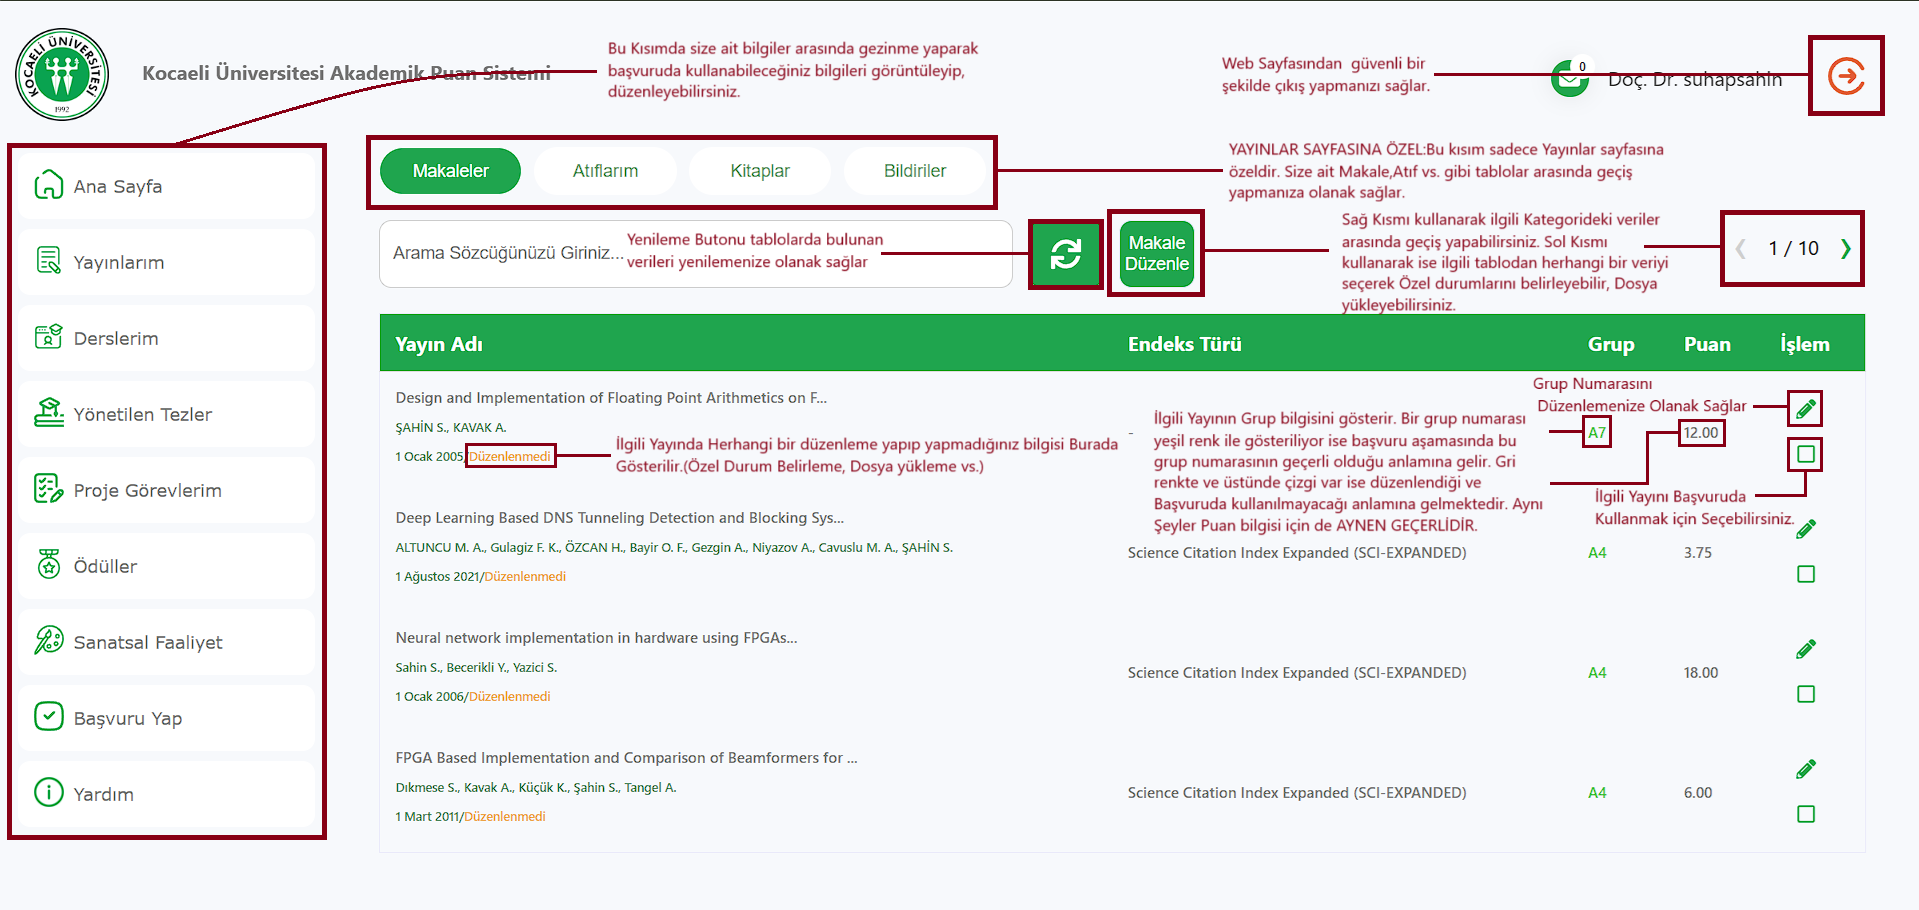 KOCAELİ ÜNİVERSİTESİ
1992
Kocaeli Üniversitesi Akademik Puan Sistemi
Bu Kısımda size ait bilgiler arasında gezinme yaparak
başvuruda kullanabileceğiniz bilgileri görüntüleyip,
düzenleyebilirsiniz.
Web Sayfasından güvenli bir
şekilde çıkış yapmanızı sağlar.
0
Doç. Dr. suhapsahin
Ana Sayfa
Yayınlarım
Derslerim
Yönetilen Tezler
Proje Görevlerim
Ödüller
Sanatsal Faaliyet
Başvuru Yap
Yardım
Makaleler
Atıflarım
Kitaplar
Bildiriler
YAYINLAR SAYFASINA ÖZEL:Bu kısım sadece Yayınlar sayfasına
özeldir. Size ait Makale,Atıf vs. gibi tablolar arasında geçiş
yapmanıza olanak sağlar.
Arama Sözcüğünüzü Giriniz...
Yenileme Butonu tablolarda bulunan
verileri yenilemenize olanak sağlar
Makale
Düzenle
Sağ Kısmı kullanarak ilgili Kategorideki veriler
arasında geçiş yapabilirsiniz. Sol Kısmı
kullanarak ise ilgili tablodan herhangi bir veriyi
seçerek Özel durumlarını belirleyebilir, Dosya
yükleyebilirsiniz.
1 / 10
Yayın Adı Endeks Türü Grup Puan İşlem
Design and Implementation of Floating Point Arithmetics on F...
ŞAHİN S., KAVAK A.
1 Ocak 2005/Düzenlenmedi
İlgili Yayında Herhangi bir düzenleme yapıp yapmadığınız bilgisi Burada
Gösterilir.(Özel Durum Belirleme, Dosya yükleme vs.)
-
İlgili Yayının Grup bilgisini gösterir. Bir grup numarası
yeşil renk ile gösteriliyor ise başvuru aşamasında bu
grup numarasının geçerli olduğu anlamına gelir. Gri
renkte ve üstünde çizgi var ise düzenlendiği ve
Başvuruda kullanılmayacağı anlamına gelmektedir. Aynı
Şeyler Puan bilgisi için de AYNEN GEÇERLİDİR.
Grup Numarasını
Düzenlemenize Olanak Sağlar
A7
12.00
İlgili Yayını Başvuruda
Kullanmak için Seçebilirsiniz.
Deep Learning Based DNS Tunneling Detection and Blocking Sys...
ALTUNCU M. A., Gulagiz F. K., ÖZCAN H., Bayir O. F., Gezgin A., Niyazov A., Cavuslu M. A., ŞAHİN S.
1 Ağustos 2021/Düzenlenmedi
Science Citation Index Expanded (SCI-EXPANDED)
A4
3.75
Neural network implementation in hardware using FPGAs...
Sahin S., Becerikli Y., Yazici S.
1 Ocak 2006/Düzenlenmedi
Science Citation Index Expanded (SCI-EXPANDED)
A4
18.00
FPGA Based Implementation and Comparison of Beamformers for ...
Dıkmese S., Kavak A., Küçük K., Şahin S., Tangel A.
1 Mart 2011/Düzenlenmedi
Science Citation Index Expanded (SCI-EXPANDED)
A4
6.00